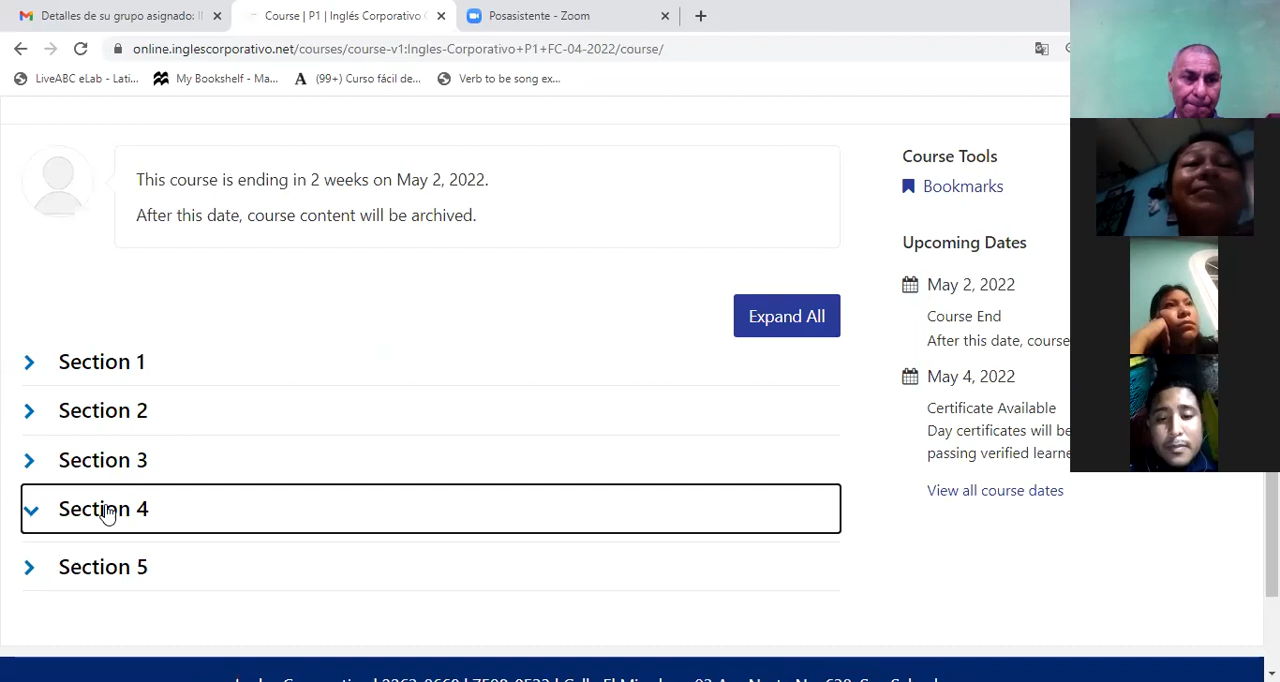 Detalles de su grupo asignado: I
Course | P1 | Inglés Corporativo
Posasistente - Zoom
online.inglescorporativo.net/courses/course-v1:Ingles-Corporativo+P1+FC-04-2022/course/
LiveABC eLab - Lati...
My Bookshelf - Ma...
(99+) Curso fácil de...
Verb to be song ex...
This course is ending in 2 weeks on May 2, 2022.
After this date, course content will be archived.
Expand All
Section 1
Section 2
Section 3
Section 4
Section 5
Course Tools
Bookmarks
Upcoming Dates
May 2, 2022
Course End
After this date, course
May 4, 2022
Certificate Available
Day certificates will be
passing verified learne
View all course dates